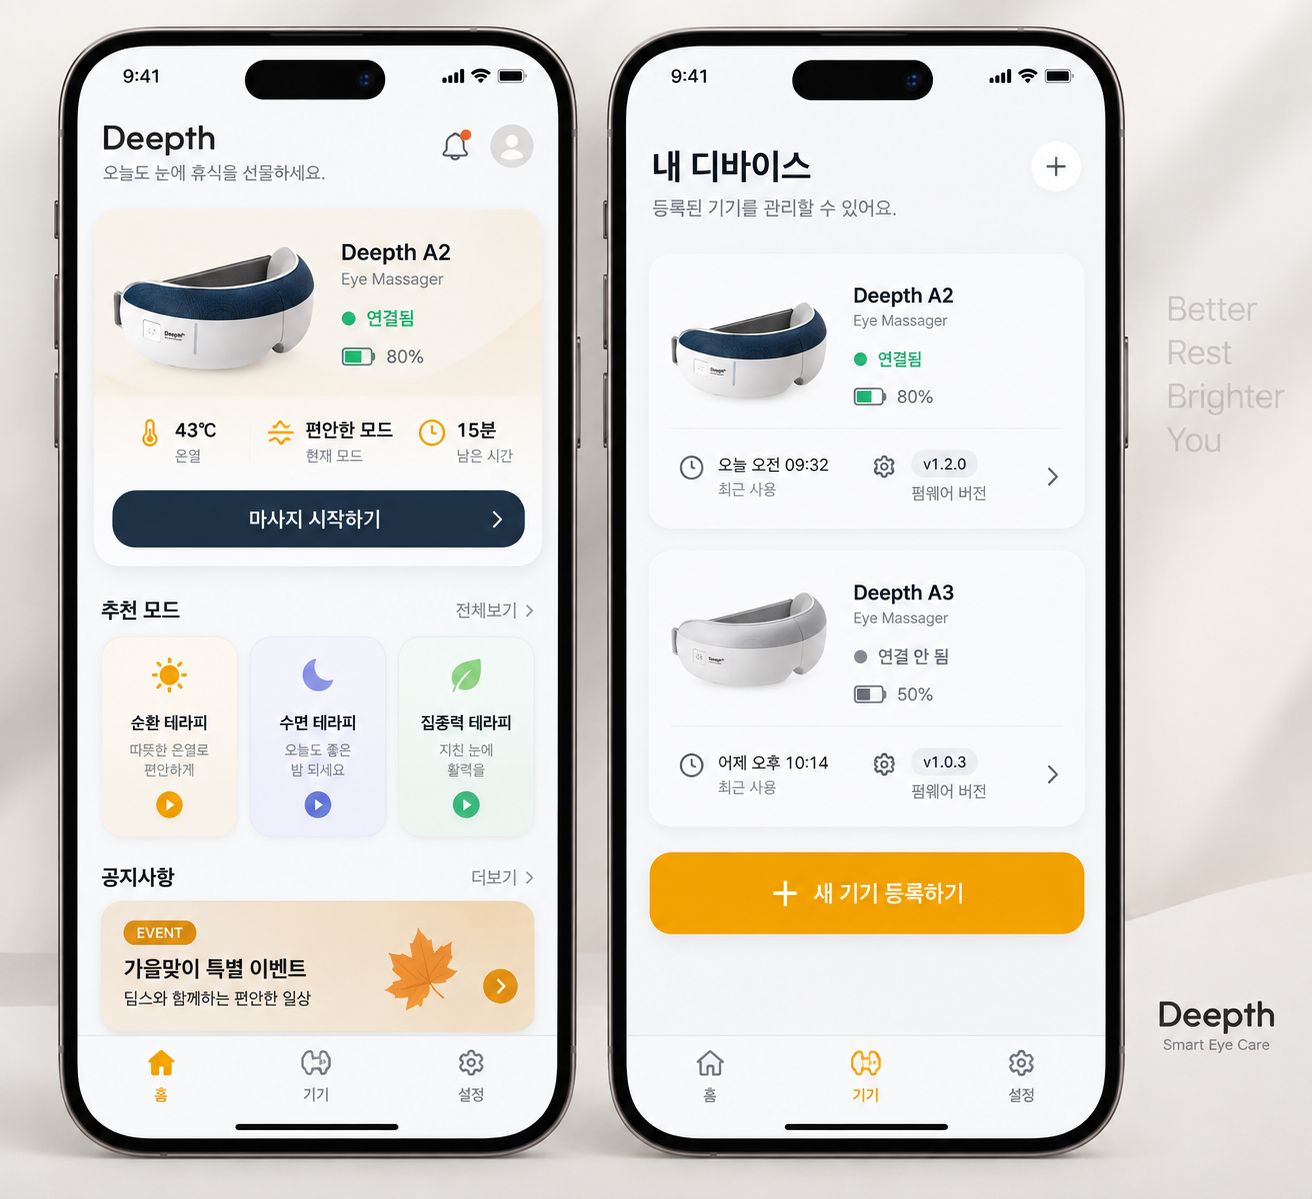 9:41
Deepth
오늘도 눈에 휴식을 선물하세요.
Deepth A2
Eye Massager
연결됨
80%
Deepth
43℃
온열
편안한 모드
현재 모드
15분
남은 시간
마사지 시작하기
추천 모드
전체보기
순환 테라피
따뜻한 온열로
편안하게
수면 테라피
오늘도 좋은
밤 되세요
집종력 테라피
지친 눈에
활력을
공지사항
더보기
EVENT
가을맞이 특별 이벤트
딥스와 함께하는 편안한 일상
홈
기기
설정
9:41
내 디바이스
등록된 기기를 관리할 수 있어요.
Deepth A2
Eye Massager
연결됨
80%
Deepth
오늘 오전 09:32
최근 사용
v1.2.0
펌웨어 버전
Deepth A3
Eye Massager
연결 안 됨
50%
Deepth
어제 오후 10:14
최근 사용
v1.0.3
펌웨어 버전
새 기기 등록하기
홈
기기
설정
Better
Rest
Brighter
You
Deepth
Smart Eye Care